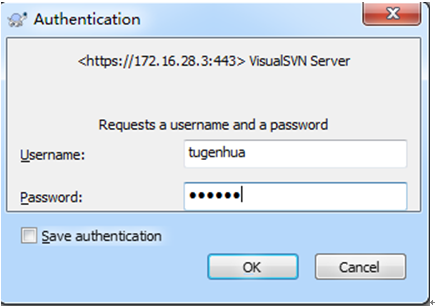 Authentication
<https://172.16.28.3:443> VisualSVN Server
Requests a username and a password
Username:
tugenhua
Password:
●●●●●●
Save authentication
OK
Cancel